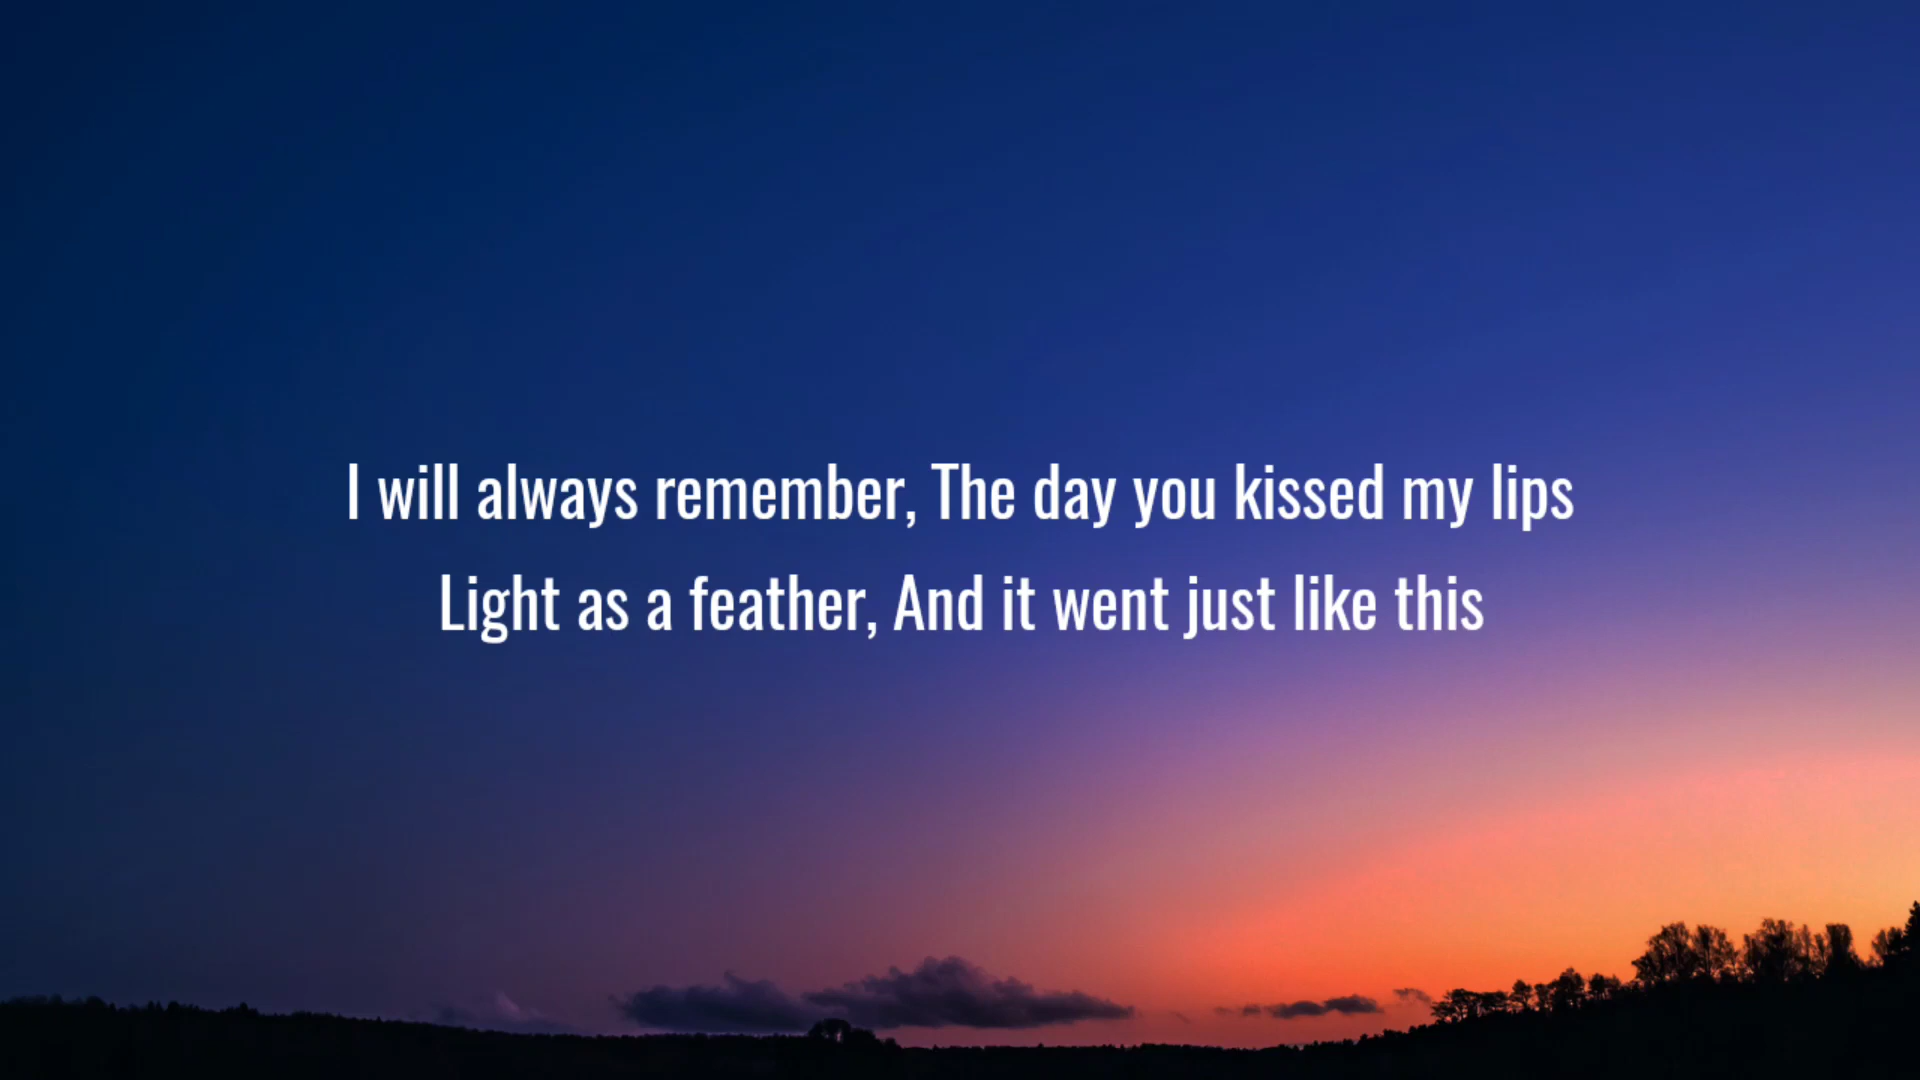 I will always remember, The day you kissed my lips
Light as a feather, And it went just like this